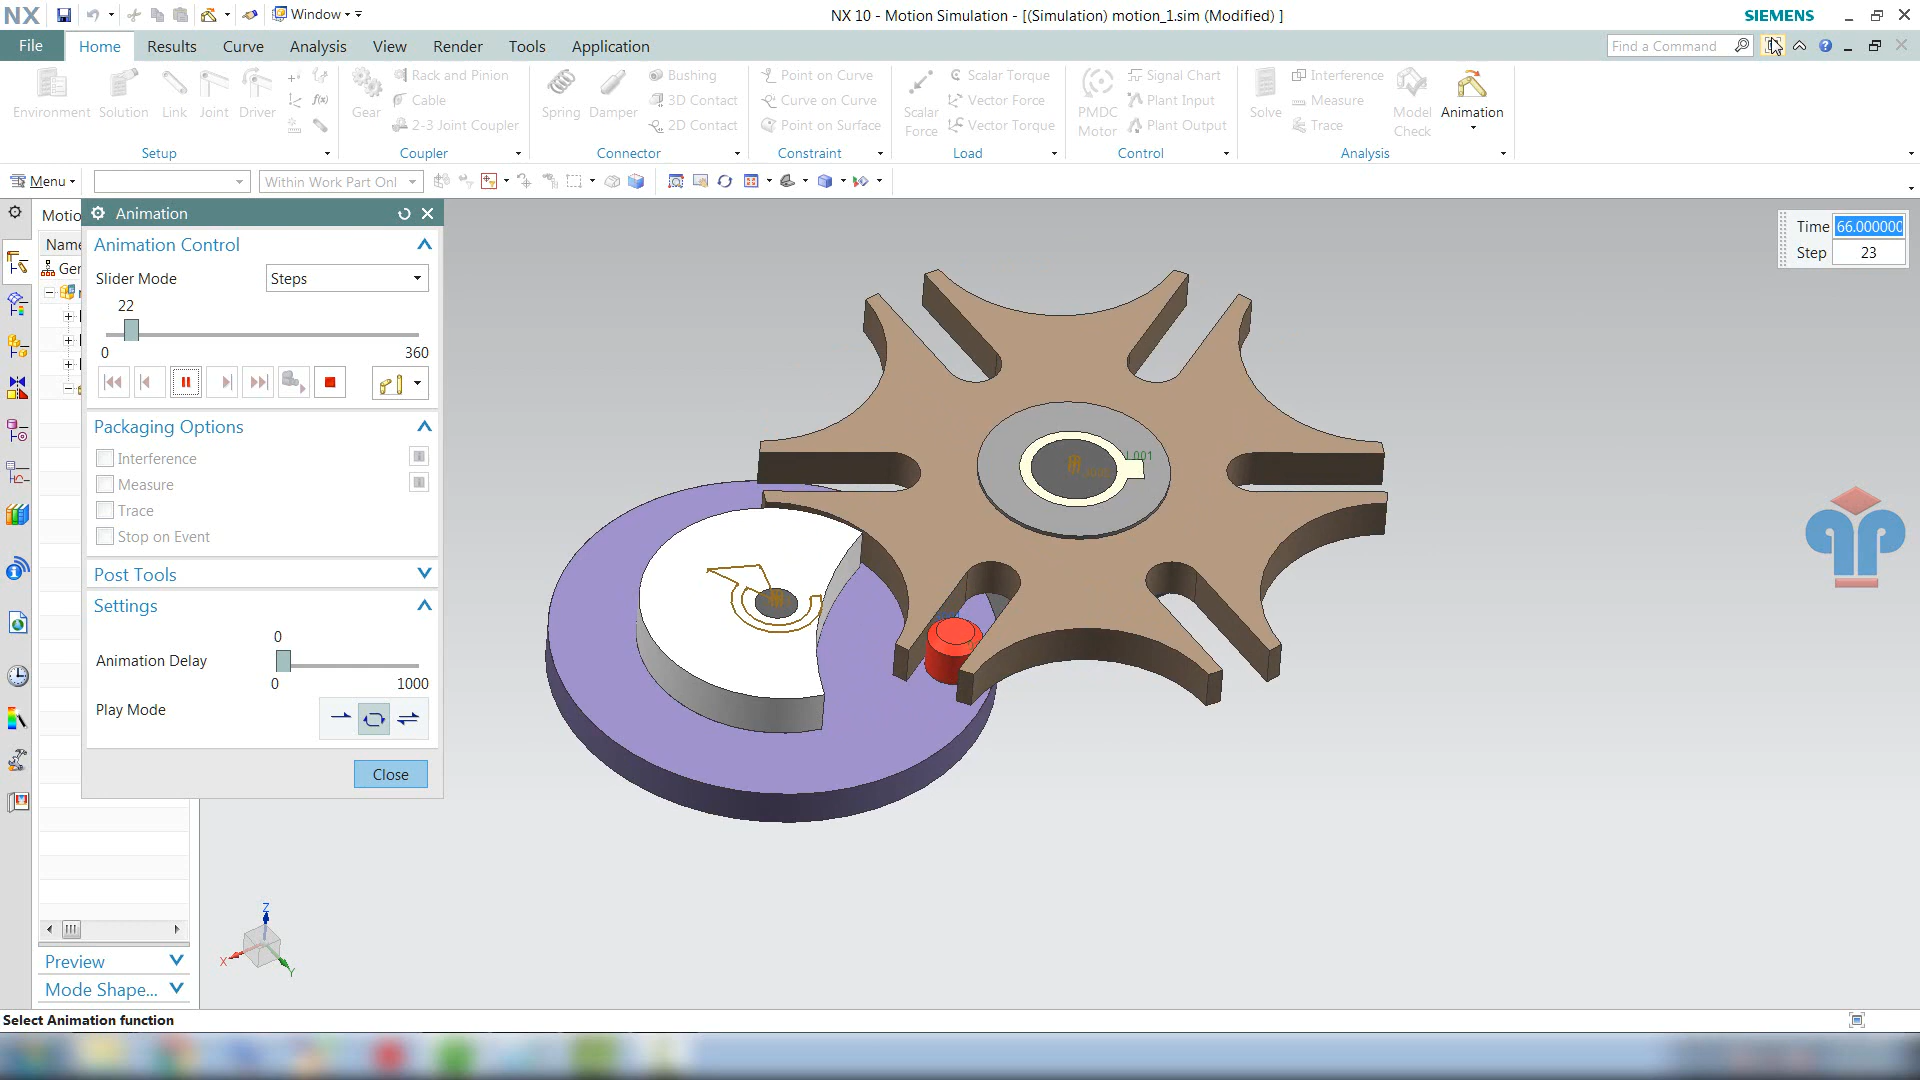 NX
Window
NX 10 - Motion Simulation - [(Simulation) motion_1.sim (Modified) ]
SIEMENS
File
Home
Results
Curve
Analysis
View
Render
Tools
Application
Find a Command
Environment
Solution
Link
Joint
Driver
f(x)
Setup
Gear
Rack and Pinion
Cable
2-3 Joint Coupler
Coupler
Spring
Damper
Bushing
3D Contact
2D Contact
Connector
Point on Curve
Curve on Curve
Point on Surface
Constraint
Scalar Force
Scalar Torque
Vector Force
Vector Torque
Load
PMDC Motor
Signal Chart
Plant Input
Plant Output
Control
Solve
Interference
Measure
Trace
Model Check
Animation
Analysis
Menu
Within Work Part Onl
Motio
Name
Ger
Animation
Animation Control
Slider Mode
Steps
22
0
360
Packaging Options
Interference
Measure
Trace
Stop on Event
Post Tools
Settings
0
Animation Delay
0
1000
Play Mode
Close
Time
66.000000
Step
23
L001
Z
X
Y
Preview
Mode Shape...
Select Animation function